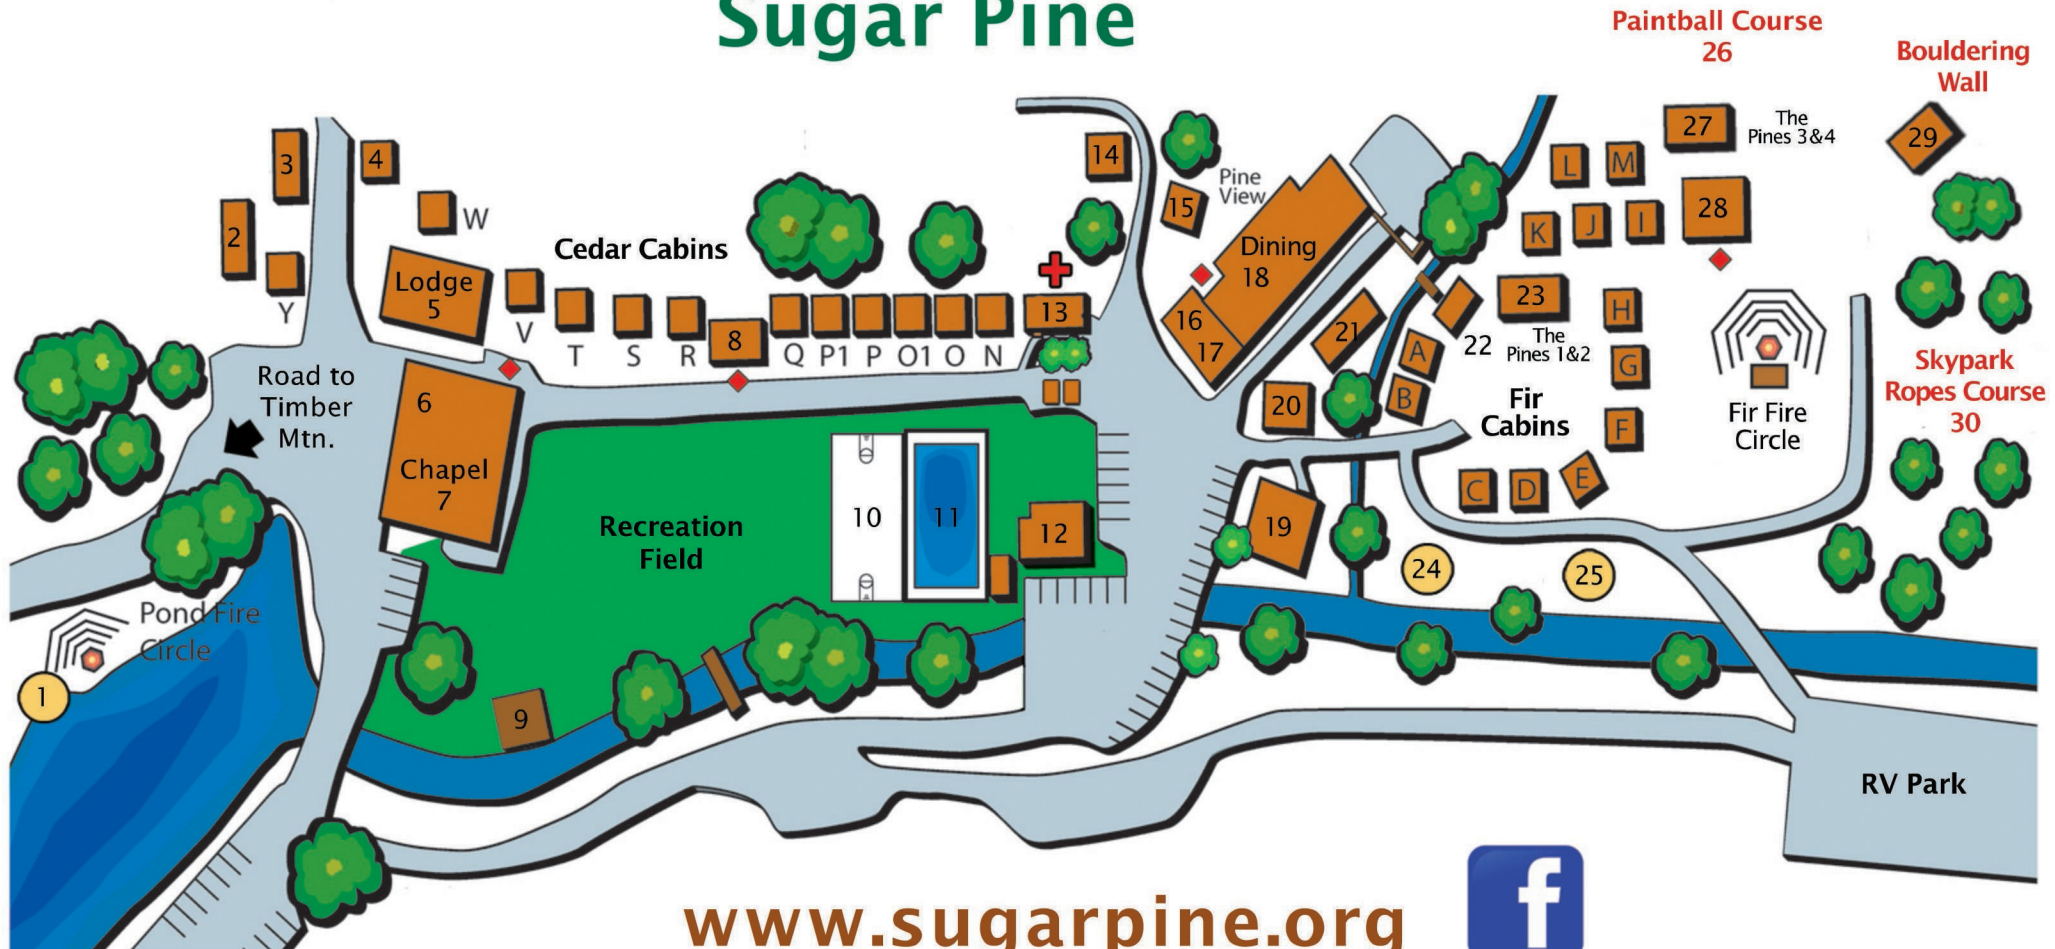 Sugar Pine
Paintball Course
26
Bouldering
Wall
29
27
The
Pines 3&4
3
4
14
L
M
Pine
View
15
W
2
K
J
I
28
Cedar Cabins
Dining
18
Lodge
5
Y
V
T
S
R
8
Q
P1
P
O1
O
N
13
16
17
21
22
23
The
Pines 1&2
H
A
G
B
Skypark
Ropes Course
30
Road to
Timber
Mtn.
6
Chapel
7
20
Fir
Cabins
F
Fir Fire
Circle
C
D
E
Recreation
Field
10
11
12
19
24
25
Pond Fire
Circle
1
9
RV Park
www.sugarpine.org
f